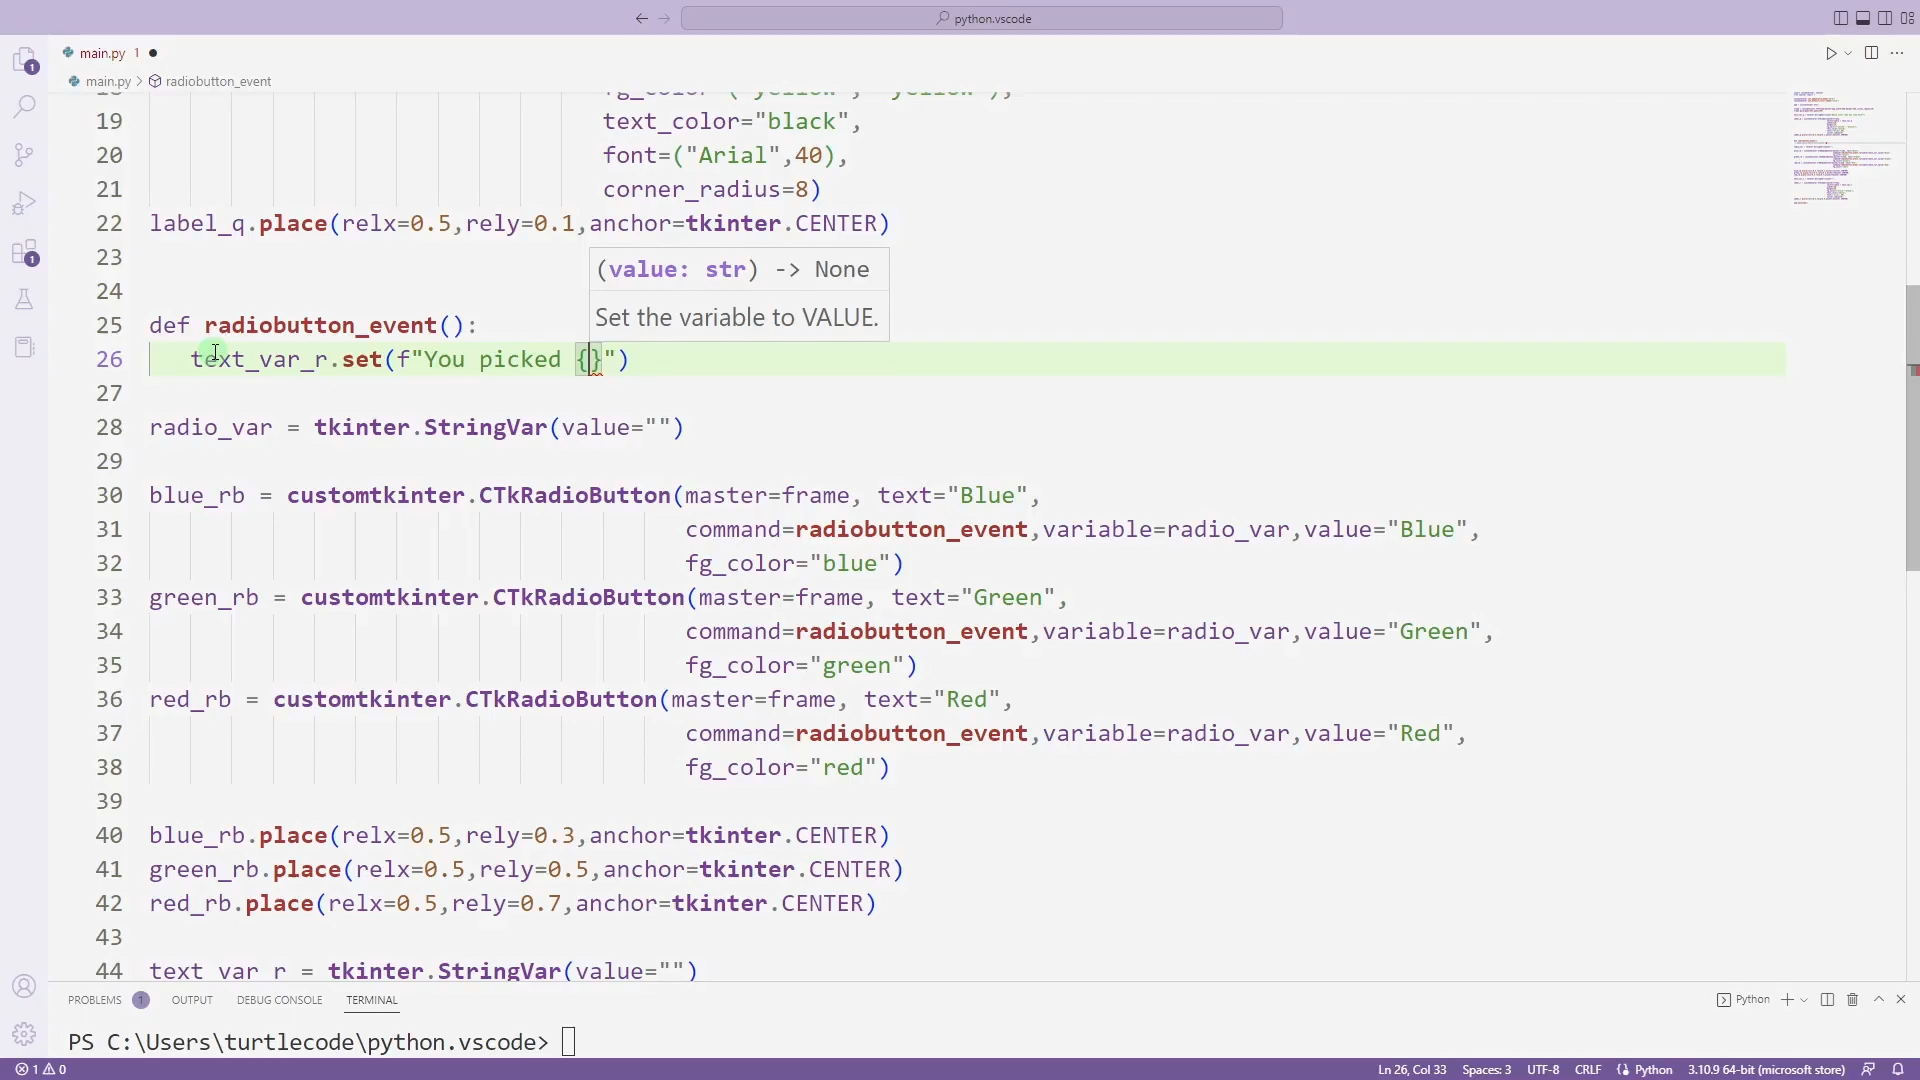 python.vscode
main.py 1
main.py > radiobutton_event
18 fg_color=("yellow", "yellow"),
19 text_color="black",
20 font=("Arial",40),
21 corner_radius=8)
22 label_q.place(relx=0.5,rely=0.1,anchor=tkinter.CENTER)
23
(value: str) -> None
24
Set the variable to VALUE.
25 def radiobutton_event():
26 text_var_r.set(f"You picked {}")
27
28 radio_var = tkinter.StringVar(value="")
29
30 blue_rb = customtkinter.CTkRadioButton(master=frame, text="Blue",
31 command=radiobutton_event,variable=radio_var,value="Blue",
32 fg_color="blue")
33 green_rb = customtkinter.CTkRadioButton(master=frame, text="Green",
34 command=radiobutton_event,variable=radio_var,value="Green",
35 fg_color="green")
36 red_rb = customtkinter.CTkRadioButton(master=frame, text="Red",
37 command=radiobutton_event,variable=radio_var,value="Red",
38 fg_color="red")
39
40 blue_rb.place(relx=0.5,rely=0.3,anchor=tkinter.CENTER)
41 green_rb.place(relx=0.5,rely=0.5,anchor=tkinter.CENTER)
42 red_rb.place(relx=0.5,rely=0.7,anchor=tkinter.CENTER)
43
44 text_var_r = tkinter.StringVar(value="")
PROBLEMS 1 OUTPUT DEBUG CONSOLE TERMINAL Python
PS C:\Users\turtlecode\python.vscode>
1 0 Ln 26, Col 33 Spaces: 3 UTF-8 CRLF Python 3.10.9 64-bit (microsoft store)